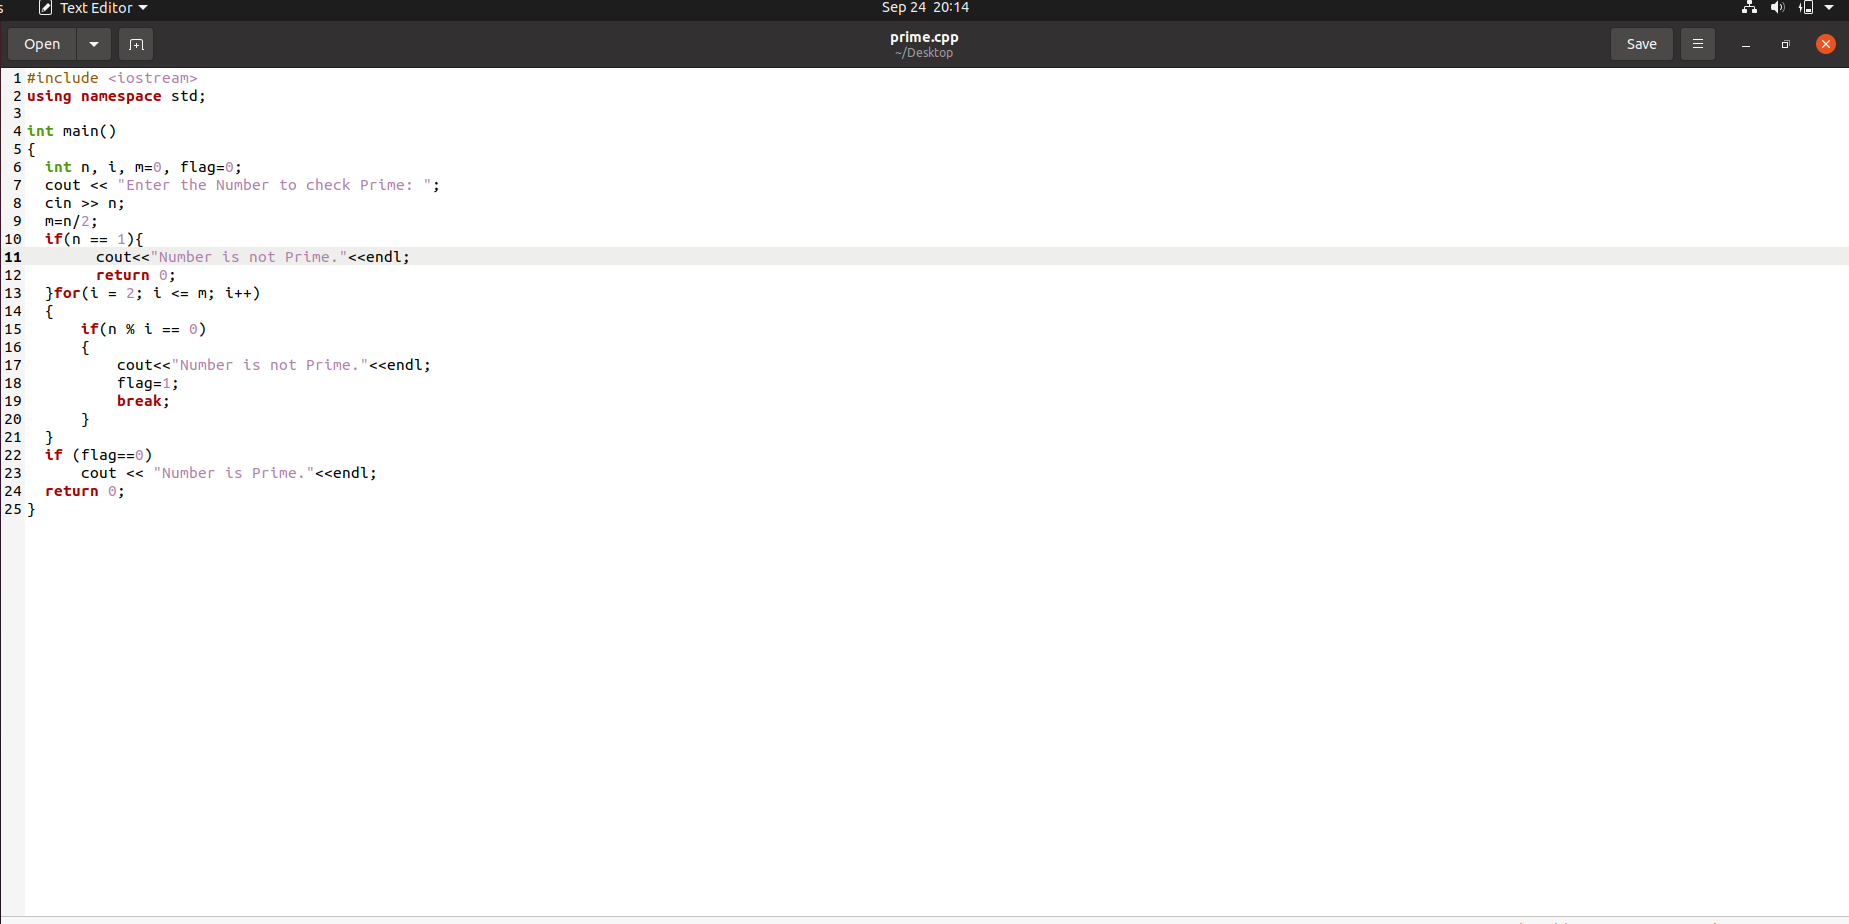 Text Editor
Sep 24 20:14
Open
prime.cpp
~/Desktop
Save
1 #include <iostream>
2 using namespace std;
3
4 int main()
5 {
6   int n, i, m=0, flag=0;
7   cout << "Enter the Number to check Prime: ";
8   cin >> n;
9   m=n/2;
10   if(n == 1){
11         cout<<"Number is not Prime."<<endl;
12         return 0;
13   }for(i = 2; i <= m; i++)
14   {
15       if(n % i == 0)
16       {
17           cout<<"Number is not Prime."<<endl;
18           flag=1;
19           break;
20       }
21   }
22   if (flag==0)
23       cout << "Number is Prime."<<endl;
24   return 0;
25 }